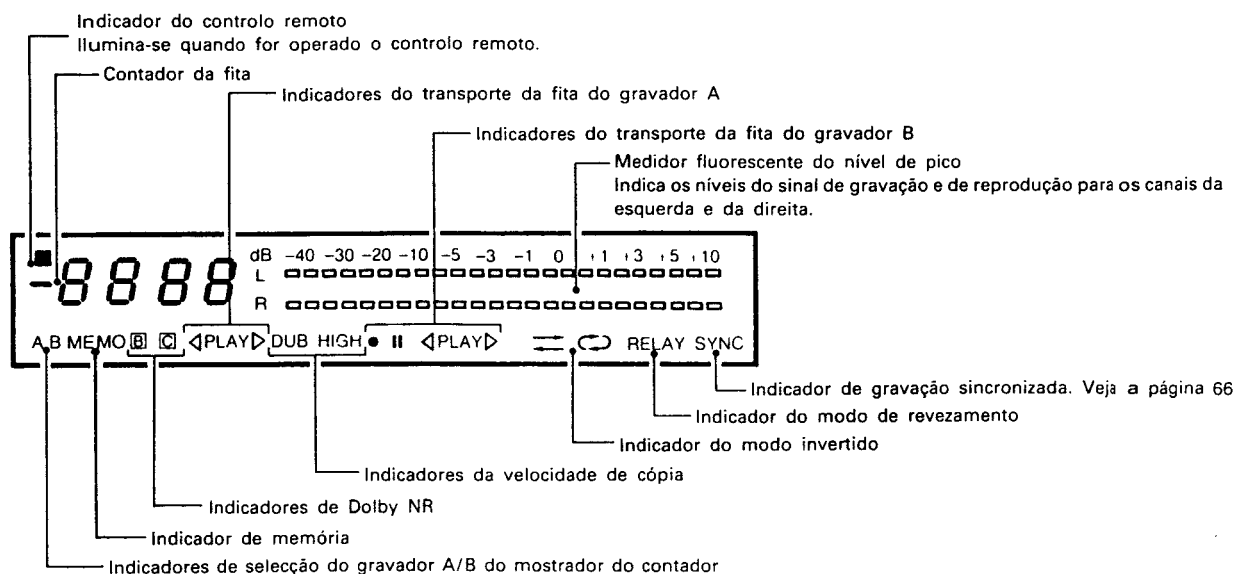 Indicador do controlo remoto
Ilumina-se quando for operado o controlo remoto.
Contador da fita
Indicadores do transporte da fita do gravador A
Indicadores do transporte da fita do gravador B
Medidor fluorescente do nível de pico
Indica os níveis do sinal de gravação e de reprodução para os canais da
esquerda e da direita.
dB -40 -30 -20 -10 -5 -3 -1 0 +1 +3 +5 +10
8888
L
R
A B MEMO B C ◁PLAY▷ DUB HIGH ● II ◁PLAY▷ RELAY SYNC
Indicador de gravação sincronizada. Veja a página 66
Indicador do modo de revezamento
Indicador do modo invertido
Indicadores da velocidade de cópia
Indicadores de Dolby NR
Indicador de memória
Indicadores de selecção do gravador A/B do mostrador do contador